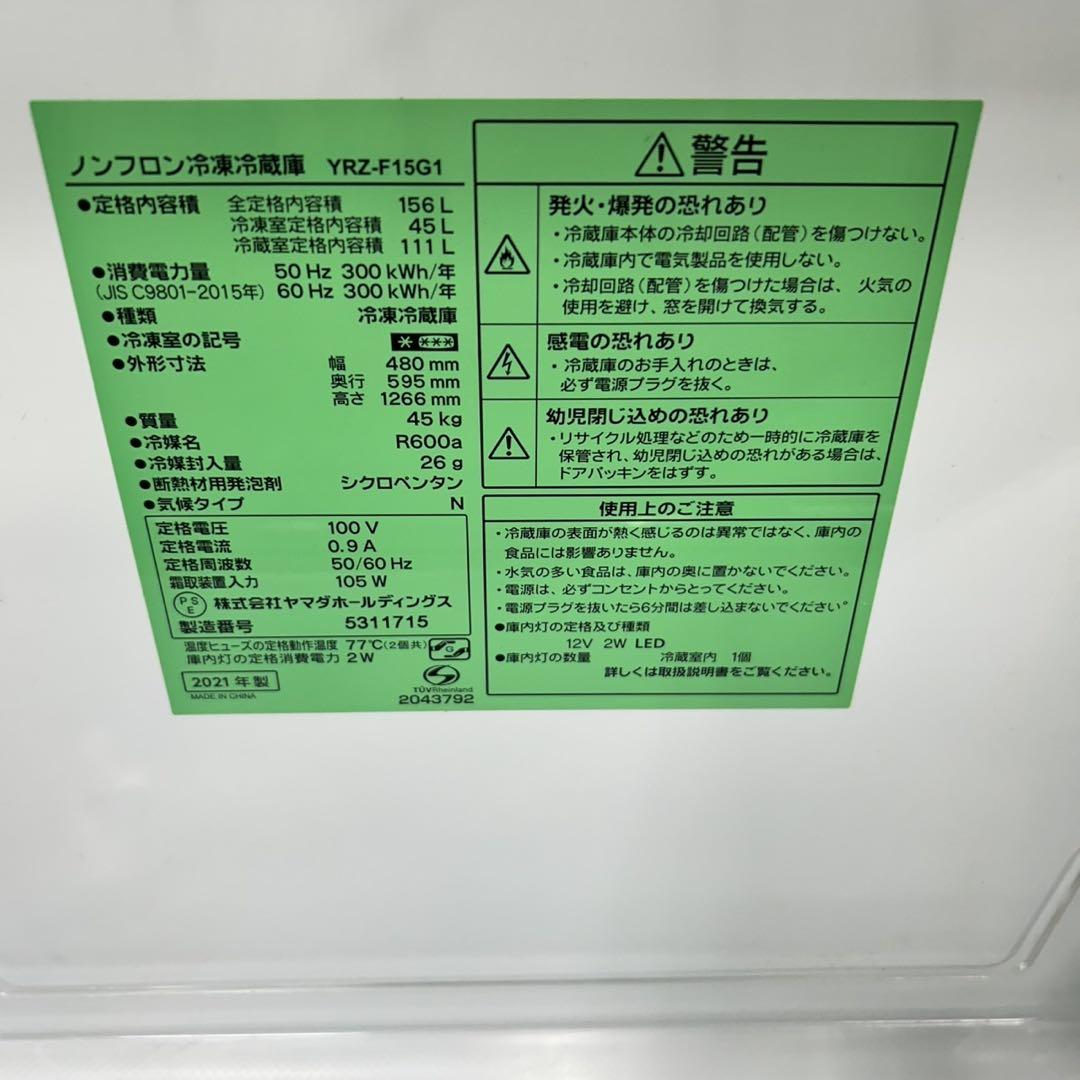 ノンフロン冷凍冷蔵庫 YRZ-F15G1
●定格内容積 全定格内容積 156 L
冷凍室定格内容積 45 L
冷蔵室定格内容積 111 L
●消費電力量 50 Hz 300 kWh/年
(JIS C9801-2015年) 60 Hz 300 kWh/年
●種類 冷凍冷蔵庫
●冷凍室の記号
●外形寸法 幅 480 mm
奥行 595 mm
高さ 1266 mm
●質量 45 kg
●冷媒名 R600a
●冷媒封入量 26 g
●断熱材用発泡剤 シクロペンタン
●気候タイプ N
定格電圧 100 V
定格電流 0.9 A
定格周波数 50/60 Hz
霜取装置入力 105 W
PSE 株式会社ヤマダホールディングス
製造番号 5311715
温度ヒューズの定格動作温度 77℃(2個共)
庫内灯の定格消費電力 2 W
G
2021 年製
MADE IN CHINA
TÜVRheinland
2043792
警告
発火・爆発の恐れあり
・冷蔵庫本体の冷却回路(配管)を傷つけない。
・冷蔵庫内で電気製品を使用しない。
・冷却回路(配管)を傷つけた場合は、火気の
使用を避け、窓を開けて換気する。
感電の恐れあり
・冷蔵庫のお手入れのときは、
必ず電源プラグを抜く。
幼児閉じ込めの恐れあり
・リサイクル処理などのため一時的に冷蔵庫を
保管され、幼児閉じ込めの恐れがある場合は、
ドアパッキンをはずす。
使用上のご注意
・冷蔵庫の表面が熱く感じるのは異常ではなく、庫内の
食品には影響ありません。
・水気の多い食品は、庫内の奥に置かないでください。
・電源は、必ずコンセントからとってください。
・電源プラグを抜いたら6分間は差し込まないでください。
●庫内灯の定格及び種類
12V 2W LED
●庫内灯の数量 冷蔵室内 1個
詳しくは取扱説明書をご覧ください。